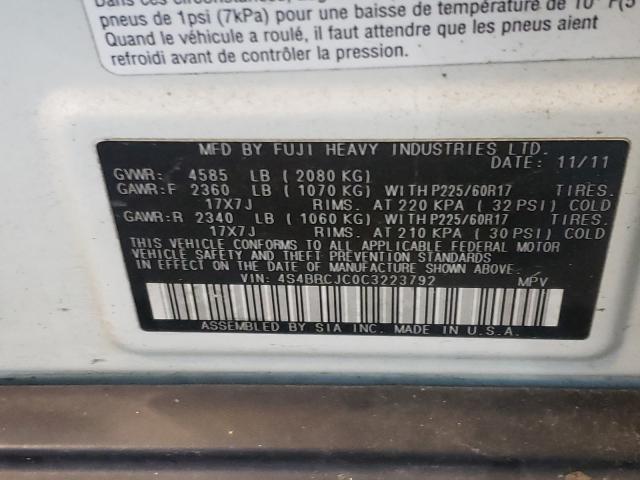 Dans ces circonstances,
pneus de 1psi (7kPa) pour une baisse de température de 10° F(5
Quand le véhicule a roulé, il faut attendre que les pneus aient
refroidi avant de contrôler la pression.
MFD BY FUJI HEAVY INDUSTRIES LTD.
DATE: 11/11
GVWR: 4585 LB (2080 KG)
GAWR:F 2360 LB (1070 KG) WITH P225/60R17 TIRES.
17X7J RIMS. AT 220 KPA (32 PSI) COLD
GAWR:R 2340 LB (1060 KG) WITH P225/60R17 TIRES.
17X7J RIMS. AT 210 KPA (30 PSI) COLD
THIS VEHICLE CONFORMS TO ALL APPLICABLE FEDERAL MOTOR
VEHICLE SAFETY AND THEFT PREVENTION STANDARDS
IN EFFECT ON THE DATE OF MANUFACTURE SHOWN ABOVE.
VIN: 4S4BRCJC0C3223792 MPV
ASSEMBLED BY SIA INC. MADE IN U.S.A.